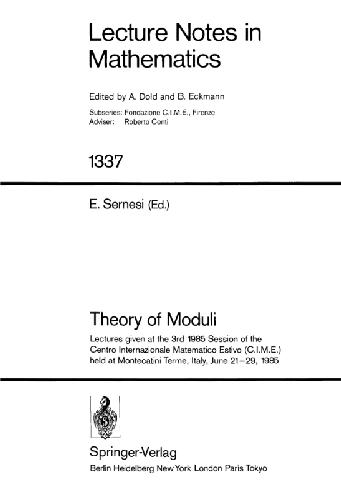 Lecture Notes in
Mathematics
Edited by A. Dold and B. Eckmann
Subseries: Fondazione C.I.M.E., Firenze
Adviser: Roberto Conti
1337
E. Sernesi (Ed.)
Theory of Moduli
Lectures given at the 3rd 1985 Session of the
Centro Internazionale Matematico Estivo (C.I.M.E.)
held at Montecatini Terme, Italy, June 21–29, 1985
Springer-Verlag
Berlin Heidelberg New York London Paris Tokyo